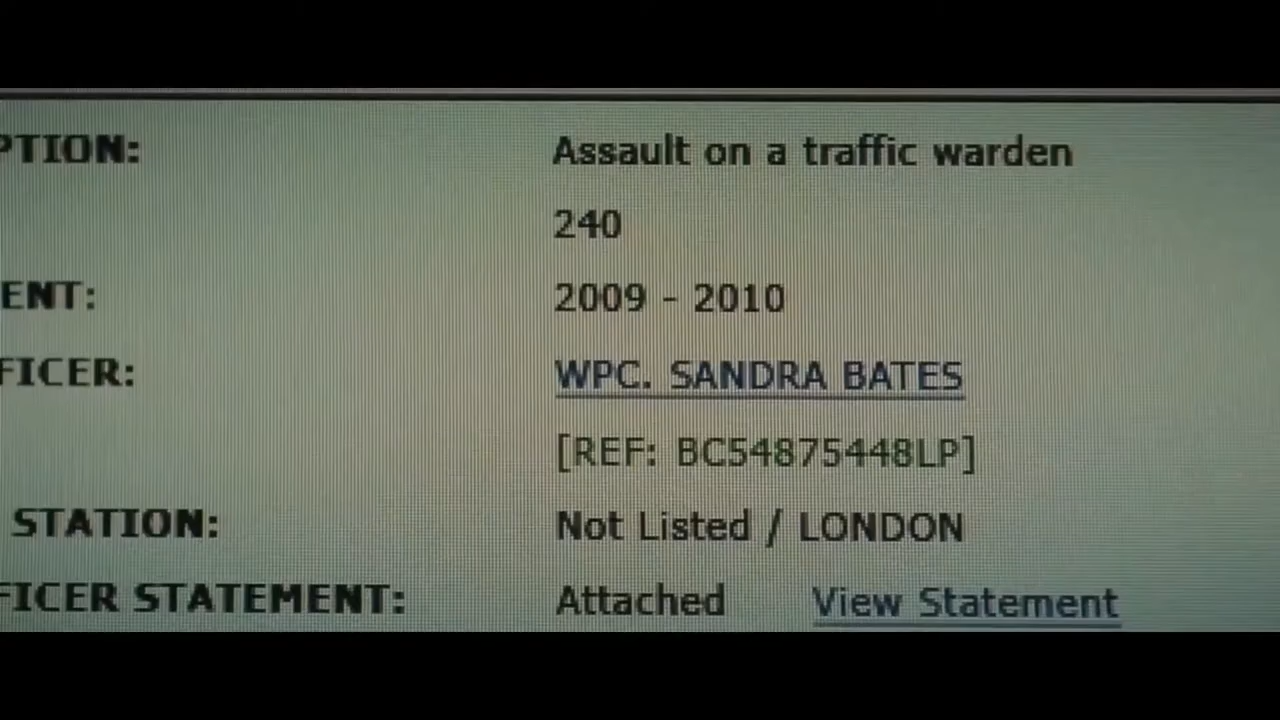 PTION: Assault on a traffic warden
240
ENT: 2009 - 2010
FICER: WPC. SANDRA BATES
[REF: BC54875448LP]
STATION: Not Listed / LONDON
FICER STATEMENT: Attached View Statement